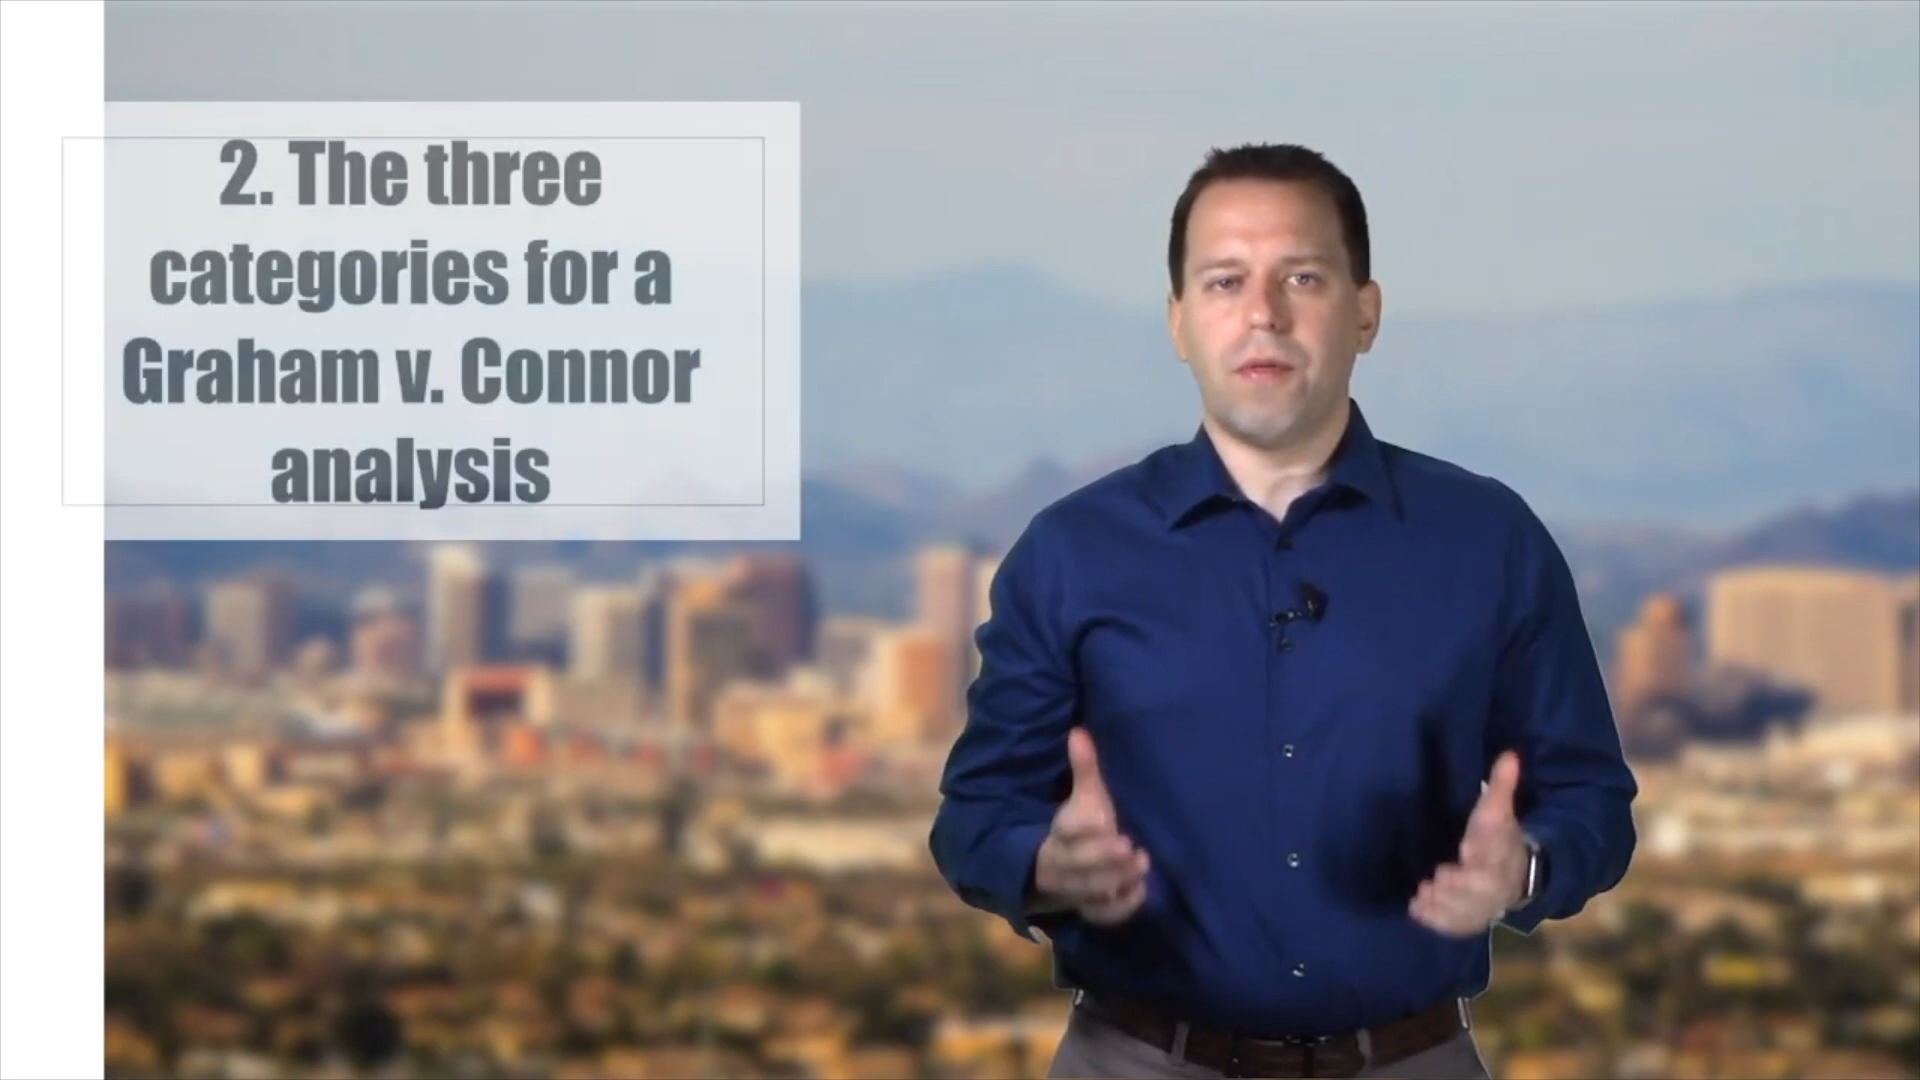 2. The three
categories for a
Graham v. Connor
analysis